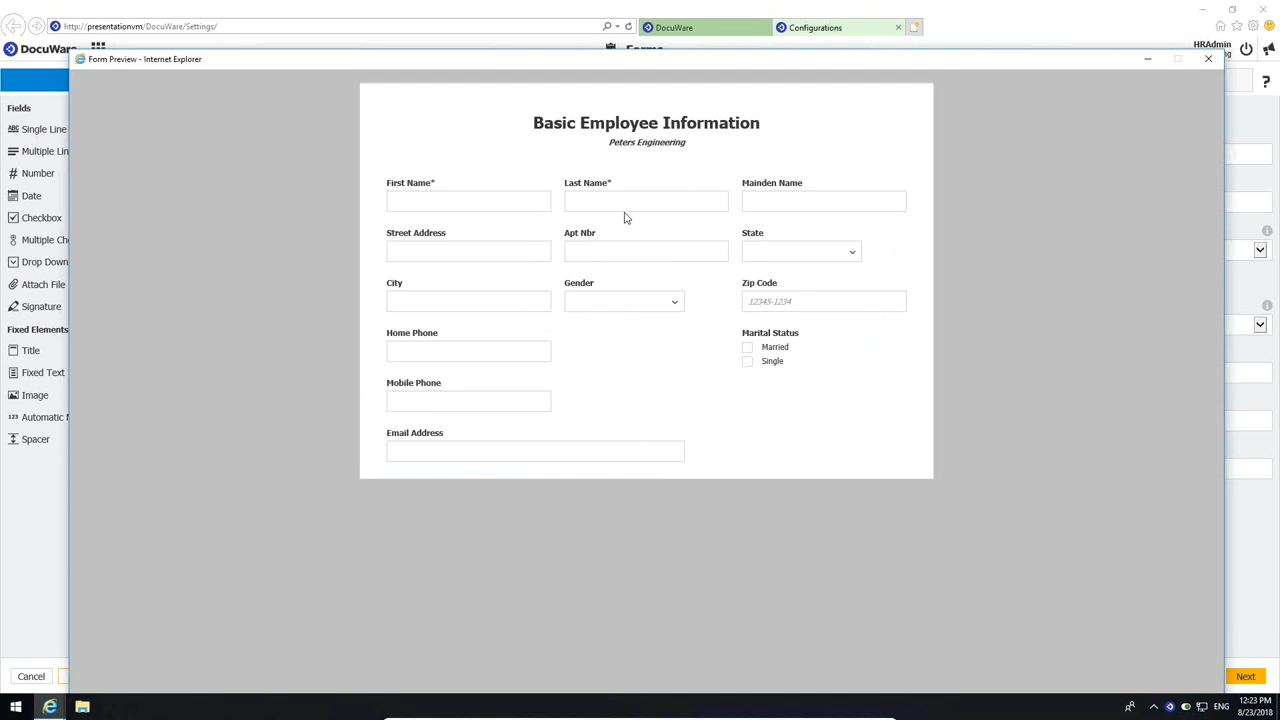 http://presentationvm/DocuWare/Settings/
DocuWare
Configurations
DocuWare
HRAdmin
Form Preview - Internet Explorer
?
Fields
Single Line
Multiple Lin
Number
Date
Checkbox
Multiple Che
Drop Down
Attach File
Signature
Fixed Elements
Title
Fixed Text
Image
123 Automatic N
Spacer
Cancel
Basic Employee Information
Peters Engineering
First Name*
Last Name*
Mainden Name
Street Address
Apt Nbr
State
City
Gender
Zip Code
12345-1234
Home Phone
Marital Status
Married
Single
Mobile Phone
Email Address
Next
ENG
12:23 PM
8/23/2018